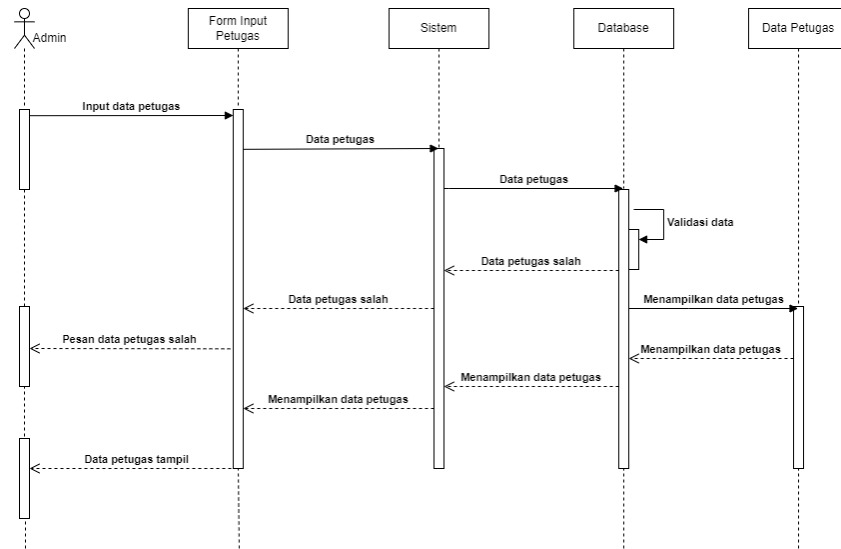 Form Input
Petugas
Sistem
Database
Data Petugas
Admin
Input data petugas
Data petugas
Data petugas
Validasi data
Data petugas salah
Data petugas salah
Menampilkan data petugas
Pesan data petugas salah
Menampilkan data petugas
Menampilkan data petugas
Menampilkan data petugas
Data petugas tampil